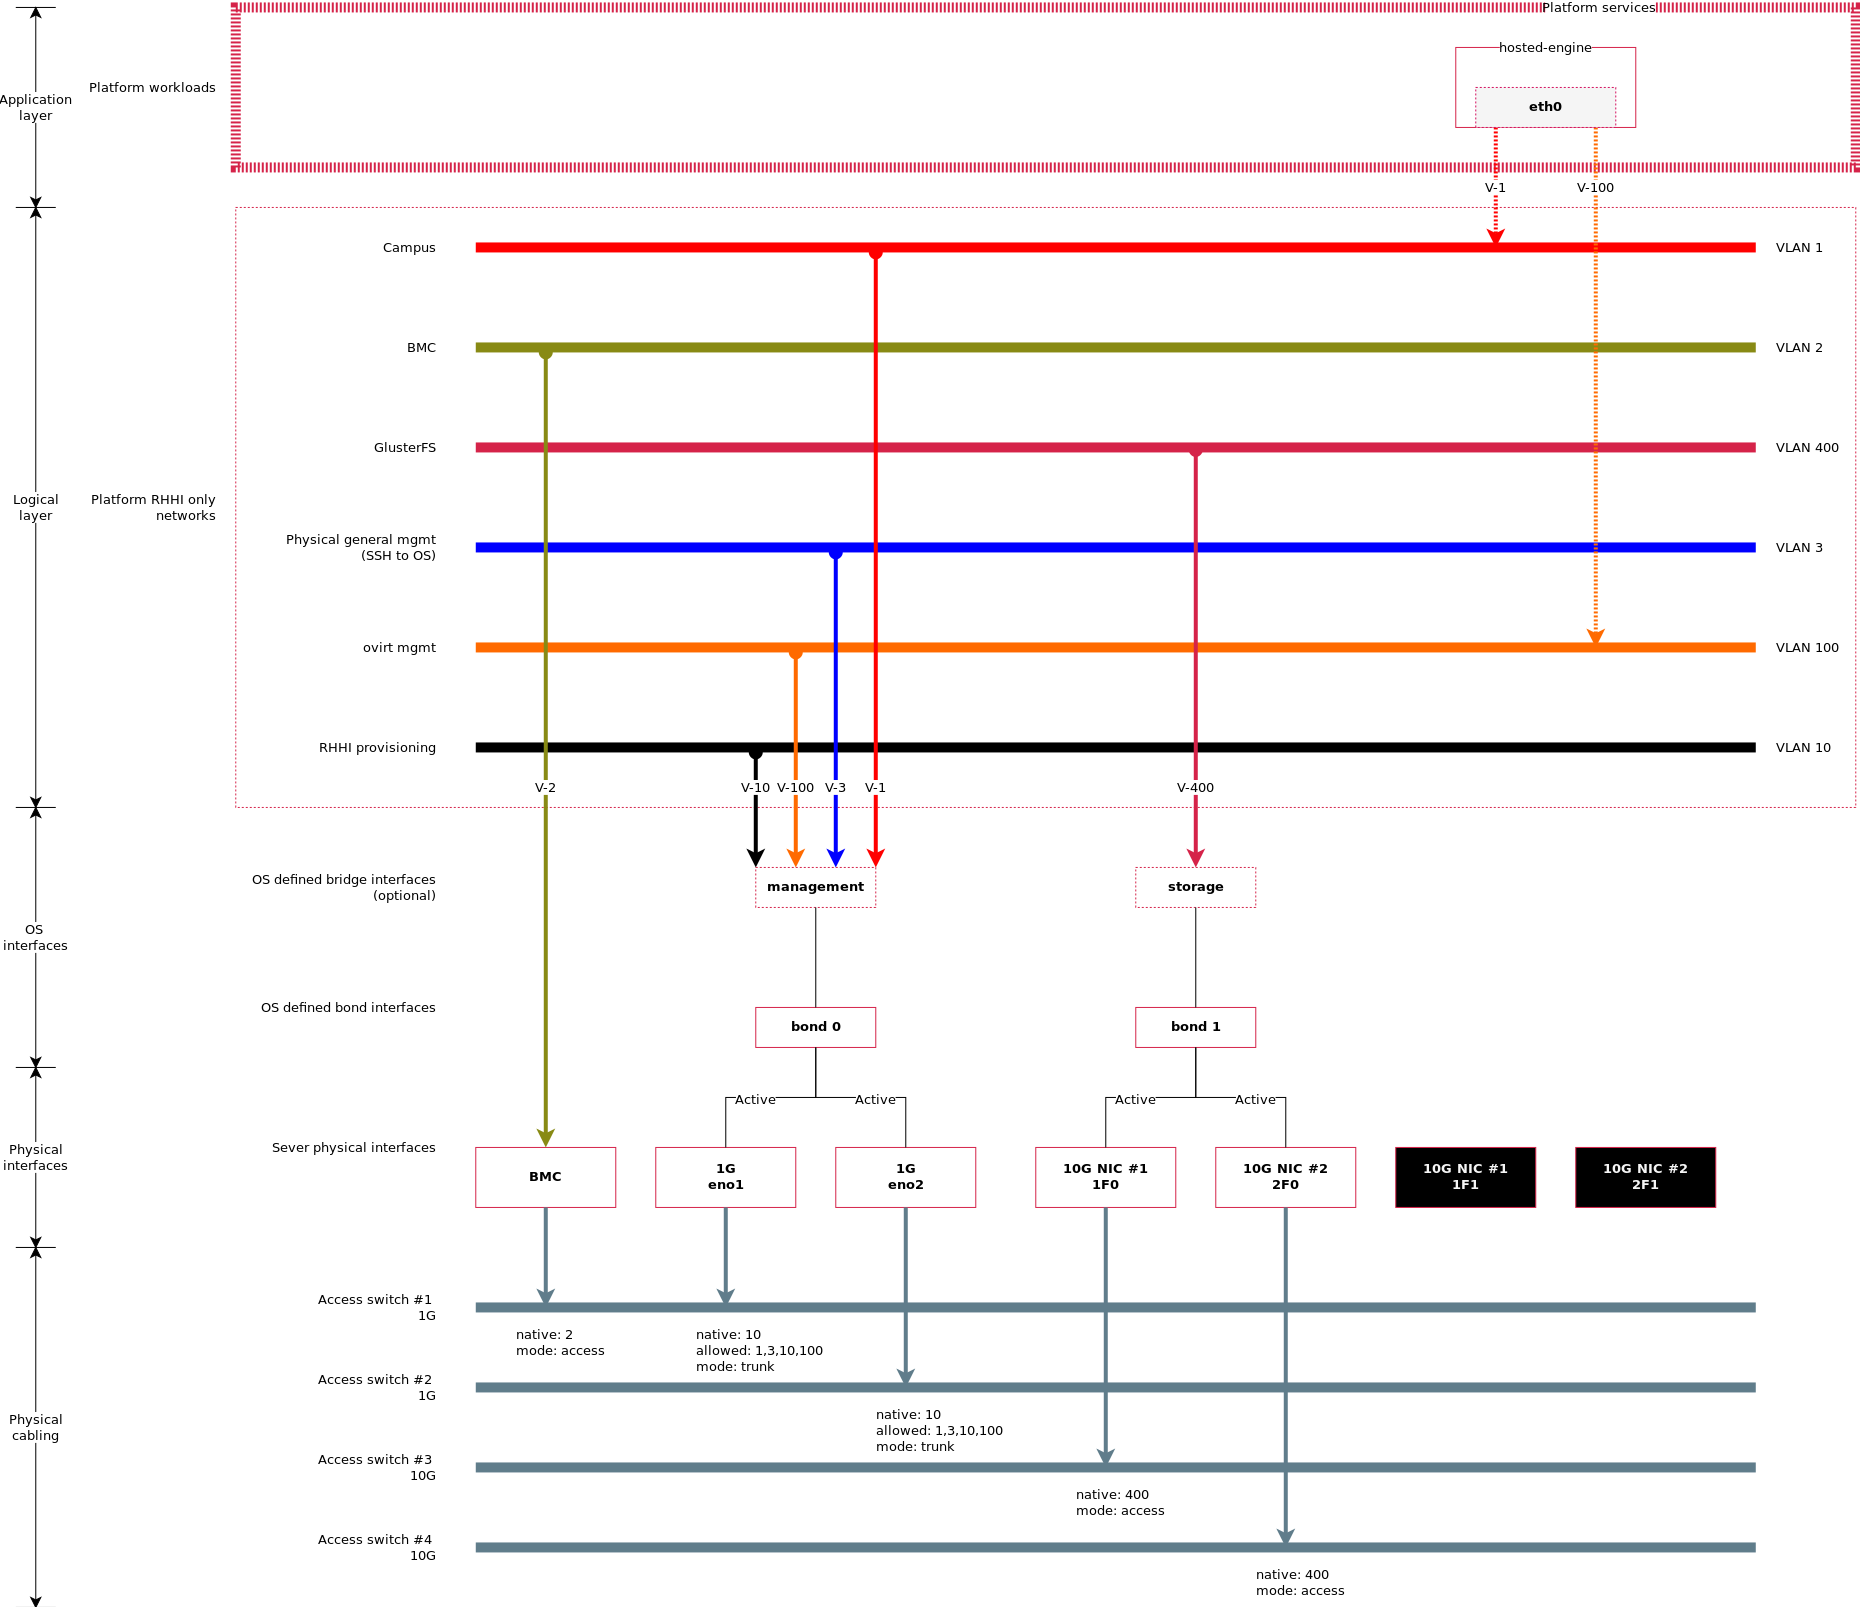 Platform services
hosted-engine
Platform workloads
Application
layer
eth0
V-1
V-100
Campus
VLAN 1
BMC
VLAN 2
GlusterFS
VLAN 400
Logical
layer
Platform RHHI only
networks
Physical general mgmt
(SSH to OS)
VLAN 3
ovirt mgmt
VLAN 100
RHHI provisioning
VLAN 10
V-2
V-10
V-100
V-3
V-1
V-400
OS defined bridge interfaces
(optional)
management
storage
OS
interfaces
OS defined bond interfaces
bond 0
bond 1
Active
Active
Active
Active
Physical
interfaces
Sever physical interfaces
BMC
1G
eno1
1G
eno2
10G NIC #1
1F0
10G NIC #2
2F0
10G NIC #1
1F1
10G NIC #2
2F1
Access switch #1
1G
native: 2
mode: access
native: 10
allowed: 1,3,10,100
mode: trunk
Access switch #2
1G
Physical
cabling
native: 10
allowed: 1,3,10,100
mode: trunk
Access switch #3
10G
native: 400
mode: access
Access switch #4
10G
native: 400
mode: access